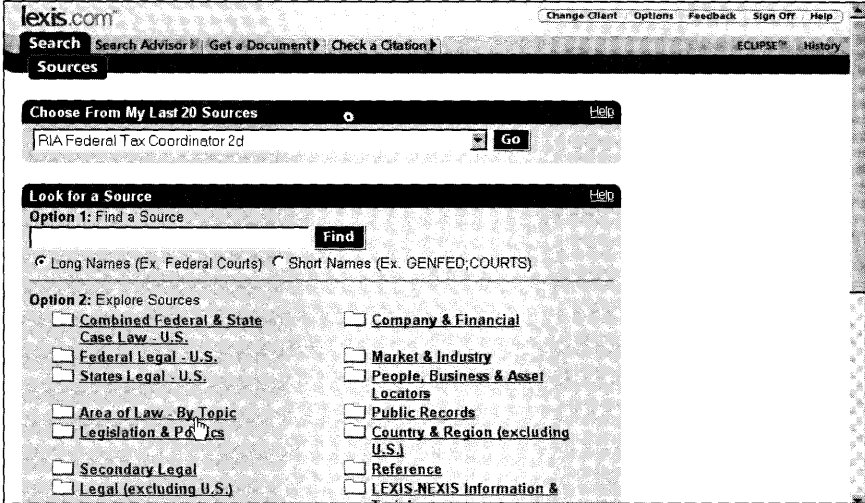 lexis.com™
Change Client Options Feedback Sign Off Help
Search Search Advisor Get a Document Check a Citation ECLIPSE™ History
Sources
Choose From My Last 20 Sources Help
RIA Federal Tax Coordinator 2d Go
Look for a Source Help
Option 1: Find a Source
Find
Long Names (Ex. Federal Courts) Short Names (Ex. GENFED;COURTS)
Option 2: Explore Sources
Combined Federal & State
Case Law - U.S.
Federal Legal - U.S.
States Legal - U.S.
Area of Law - By Topic
Legislation &
Secondary Legal
Legal (excluding U.S.)
Company & Financial
Market & Industry
People, Business & Asset
Locators
Public Records
Country & Region (excluding
U.S.)
Reference
LEXIS-NEXIS Information &